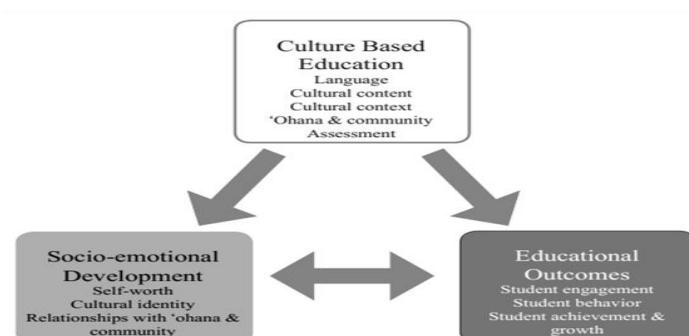 Culture Based
Education
Language
Cultural content
Cultural context
‘Ohana & community
Assessment
Socio-emotional
Development
Self-worth
Cultural identity
Relationships with ‘ohana &
community
Educational
Outcomes
Student engagement
Student behavior
Student achievement &
growth